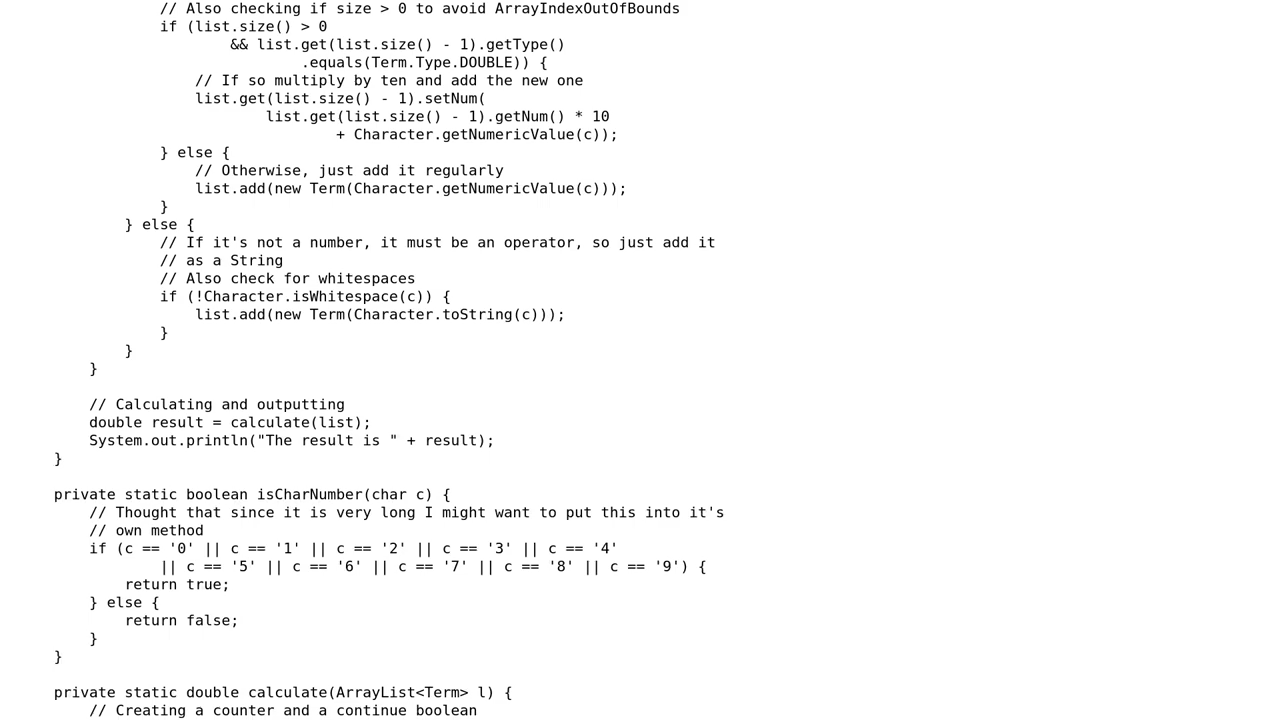 // Also checking if size > 0 to avoid ArrayIndexOutOfBounds
if (list.size() > 0
&& list.get(list.size() - 1).getType()
.equals(Term.Type.DOUBLE)) {
// If so multiply by ten and add the new one
list.get(list.size() - 1).setNum(
list.get(list.size() - 1).getNum() * 10
+ Character.getNumericValue(c));
} else {
// Otherwise, just add it regularly
list.add(new Term(Character.getNumericValue(c)));
}
} else {
// If it's not a number, it must be an operator, so just add it
// as a String
// Also check for whitespaces
if (!Character.isWhitespace(c)) {
list.add(new Term(Character.toString(c)));
}
}
}
// Calculating and outputting
double result = calculate(list);
System.out.println("The result is " + result);
}
private static boolean isCharNumber(char c) {
// Thought that since it is very long I might want to put this into it's
// own method
if (c == '0' || c == '1' || c == '2' || c == '3' || c == '4'
|| c == '5' || c == '6' || c == '7' || c == '8' || c == '9') {
return true;
} else {
return false;
}
}
private static double calculate(ArrayList<Term> l) {
// Creating a counter and a continue boolean